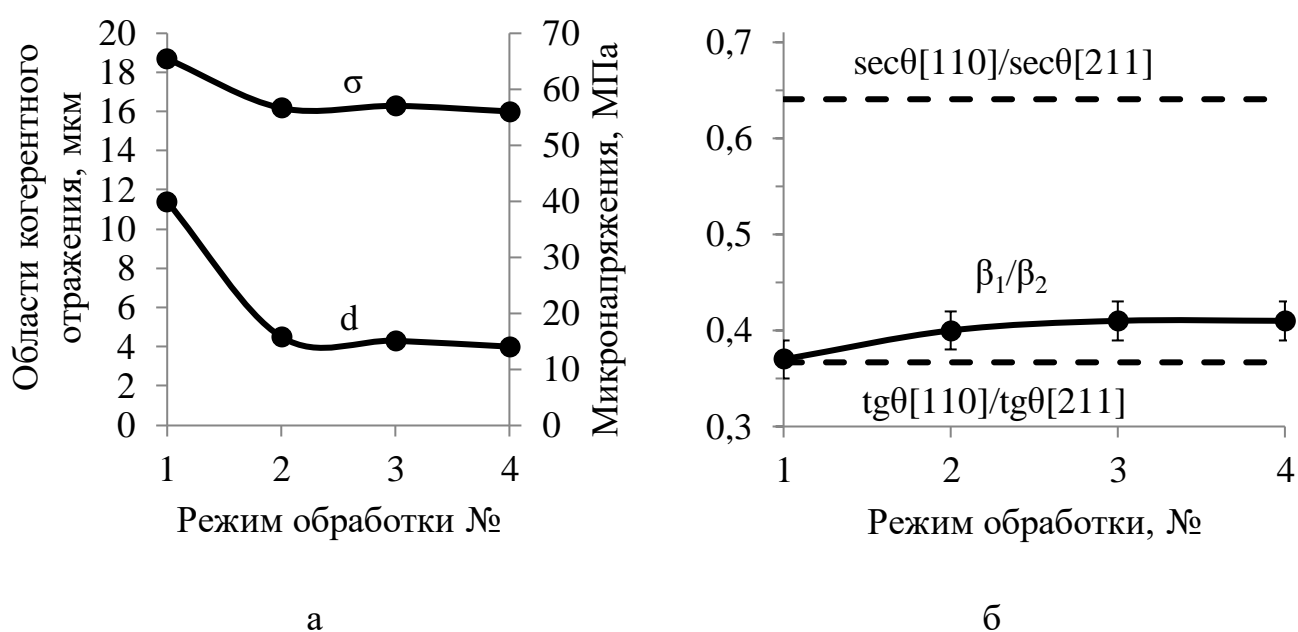 Области когерентного
отражения, мкм
20
18
16
14
12
10
8
6
4
2
0
σ
d
70
60
50
40
30
20
10
0
Микронапряжения, МПа
1 2 3 4
Режим обработки №
а
0,7
0,6
0,5
0,4
0,3
secθ[110]/secθ[211]
β1/β2
tgθ[110]/tgθ[211]
1 2 3 4
Режим обработки, №
б